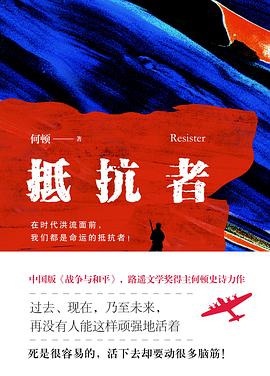 何顿——著
Resister
抵抗者
在时代洪流面前，
我们都是命运的抵抗者！
中国版《战争与和平》，路遥文学奖得主何顿史诗力作
过去、现在，乃至未来，
再没有人能这样顽强地活着
死是很容易的，活下去却要动很多脑筋！